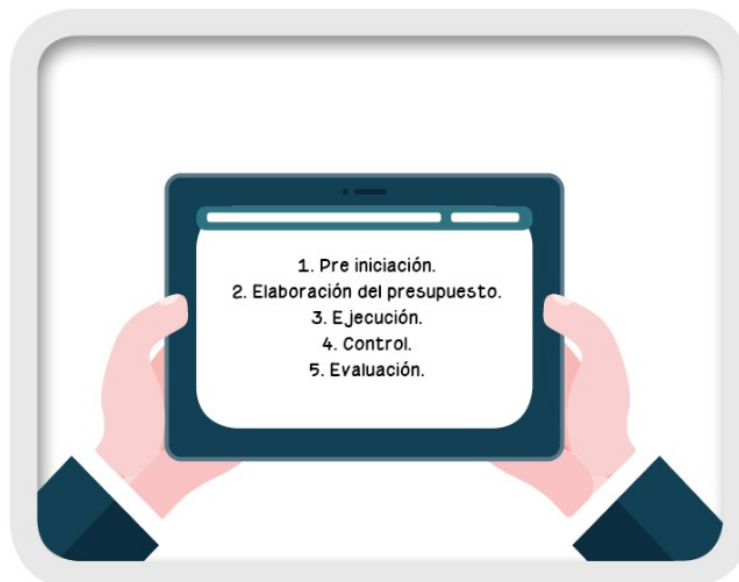 1. Pre iniciación.
2. Elaboración del presupuesto.
3. Ejecución.
4. Control.
5. Evaluación.